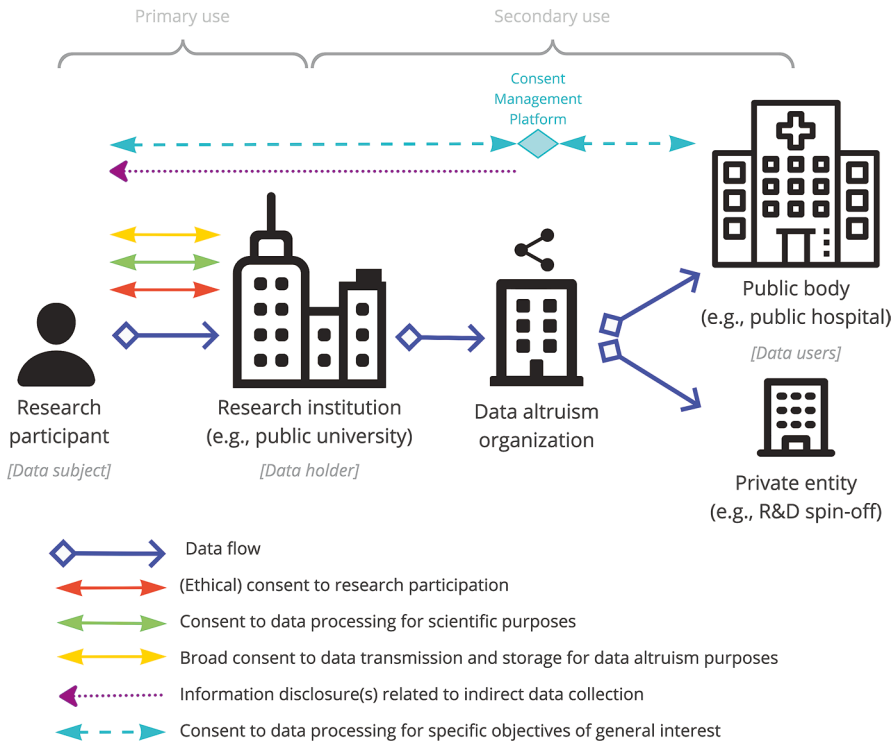 Primary use
Secondary use
Consent
Management
Platform
Public body
(e.g., public hospital)
[Data users]
Research
participant
[Data subject]
Research institution
(e.g., public university)
[Data holder]
Data altruism
organization
Private entity
(e.g., R&D spin-off)
Data flow
(Ethical) consent to research participation
Consent to data processing for scientific purposes
Broad consent to data transmission and storage for data altruism purposes
Information disclosure(s) related to indirect data collection
Consent to data processing for specific objectives of general interest